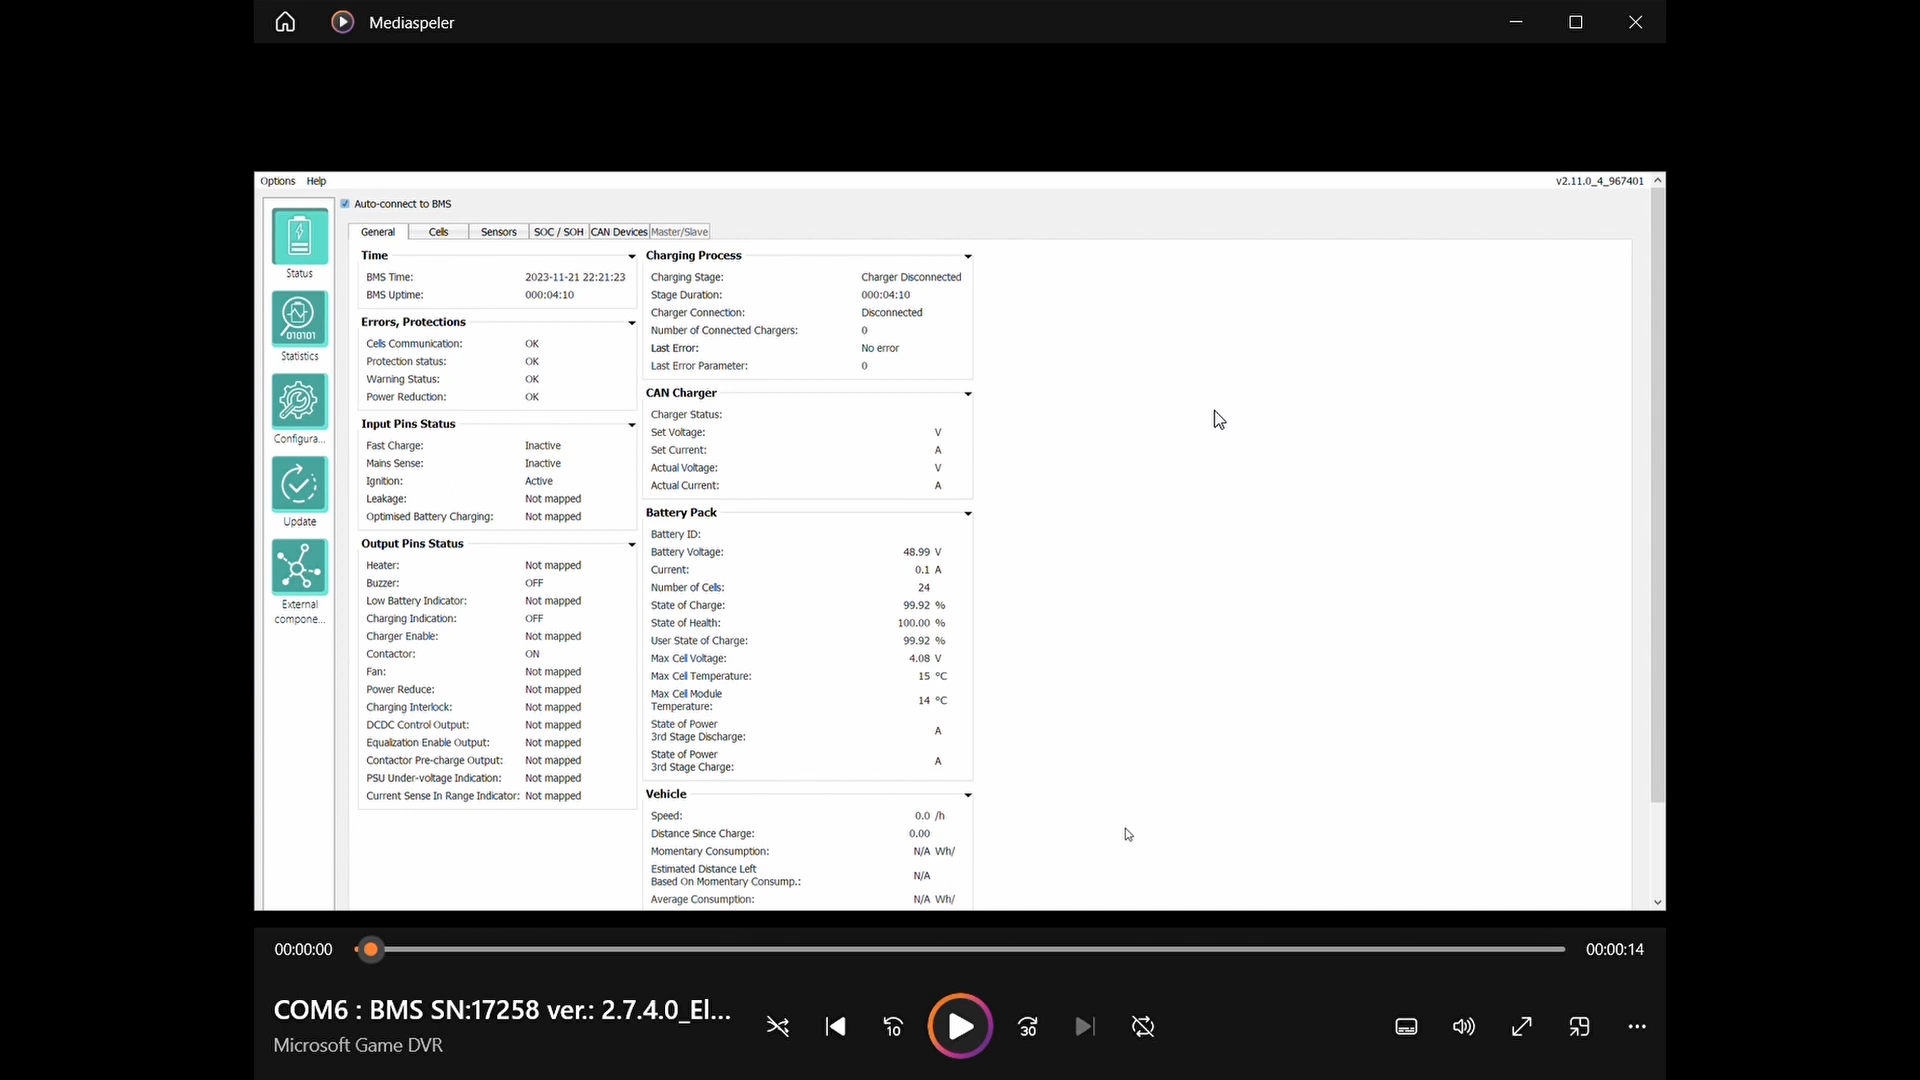 Mediaspeler
Options Help
v2.11.0_4_967401
Auto-connect to BMS
General Cells Sensors SOC / SOH CAN Devices Master/Slave
Status
Statistics
Configura...
Update
External
compone...
Time
BMS Time: 2023-11-21 22:21:23
BMS Uptime: 000:04:10
Errors, Protections
Cells Communication: OK
Protection status: OK
Warning Status: OK
Power Reduction: OK
Input Pins Status
Fast Charge: Inactive
Mains Sense: Inactive
Ignition: Active
Leakage: Not mapped
Optimised Battery Charging: Not mapped
Output Pins Status
Heater: Not mapped
Buzzer: OFF
Low Battery Indicator: Not mapped
Charging Indication: OFF
Charger Enable: Not mapped
Contactor: ON
Fan: Not mapped
Power Reduce: Not mapped
Charging Interlock: Not mapped
DCDC Control Output: Not mapped
Equalization Enable Output: Not mapped
Contactor Pre-charge Output: Not mapped
PSU Under-voltage Indication: Not mapped
Current Sense In Range Indicator: Not mapped
Charging Process
Charging Stage: Charger Disconnected
Stage Duration: 000:04:10
Charger Connection: Disconnected
Number of Connected Chargers: 0
Last Error: No error
Last Error Parameter: 0
CAN Charger
Charger Status:
Set Voltage: V
Set Current: A
Actual Voltage: V
Actual Current: A
Battery Pack
Battery ID:
Battery Voltage: 48.99 V
Current: 0.1 A
Number of Cells: 24
State of Charge: 99.92 %
State of Health: 100.00 %
User State of Charge: 99.92 %
Max Cell Voltage: 4.08 V
Max Cell Temperature: 15 °C
Max Cell Module
Temperature: 14 °C
State of Power
3rd Stage Discharge: A
State of Power
3rd Stage Charge: A
Vehicle
Speed: 0.0 /h
Distance Since Charge: 0.00
Momentary Consumption: N/A Wh/
Estimated Distance Left
Based On Momentary Consump.: N/A
Average Consumption: N/A Wh/
00:00:00
00:00:14
COM6 : BMS SN:17258 ver.: 2.7.4.0_El...
Microsoft Game DVR
10
30
010101